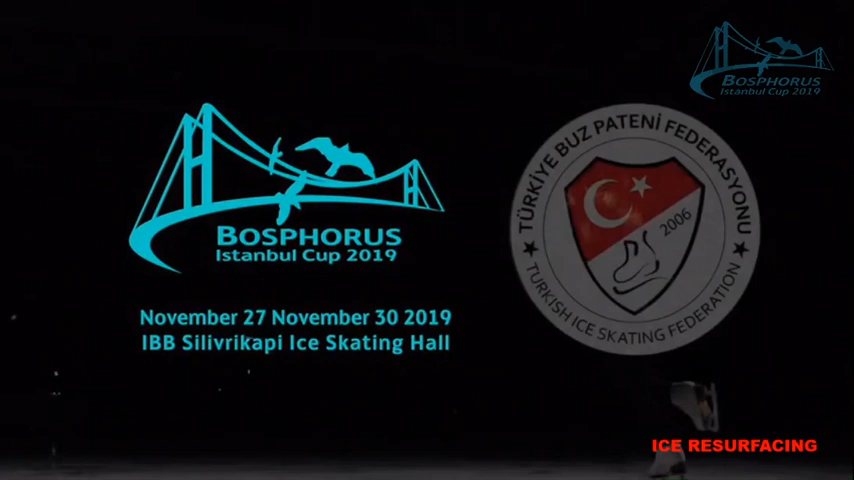 BOSPHORUS
Istanbul Cup 2019
BOSPHORUS
Istanbul Cup 2019
November 27 November 30 2019
IBB Silivrikapi Ice Skating Hall
TÜRKİYE BUZ PATENİ FEDERASYONU
2006
TURKISH ICE SKATING FEDERATION
ICE RESURFACING